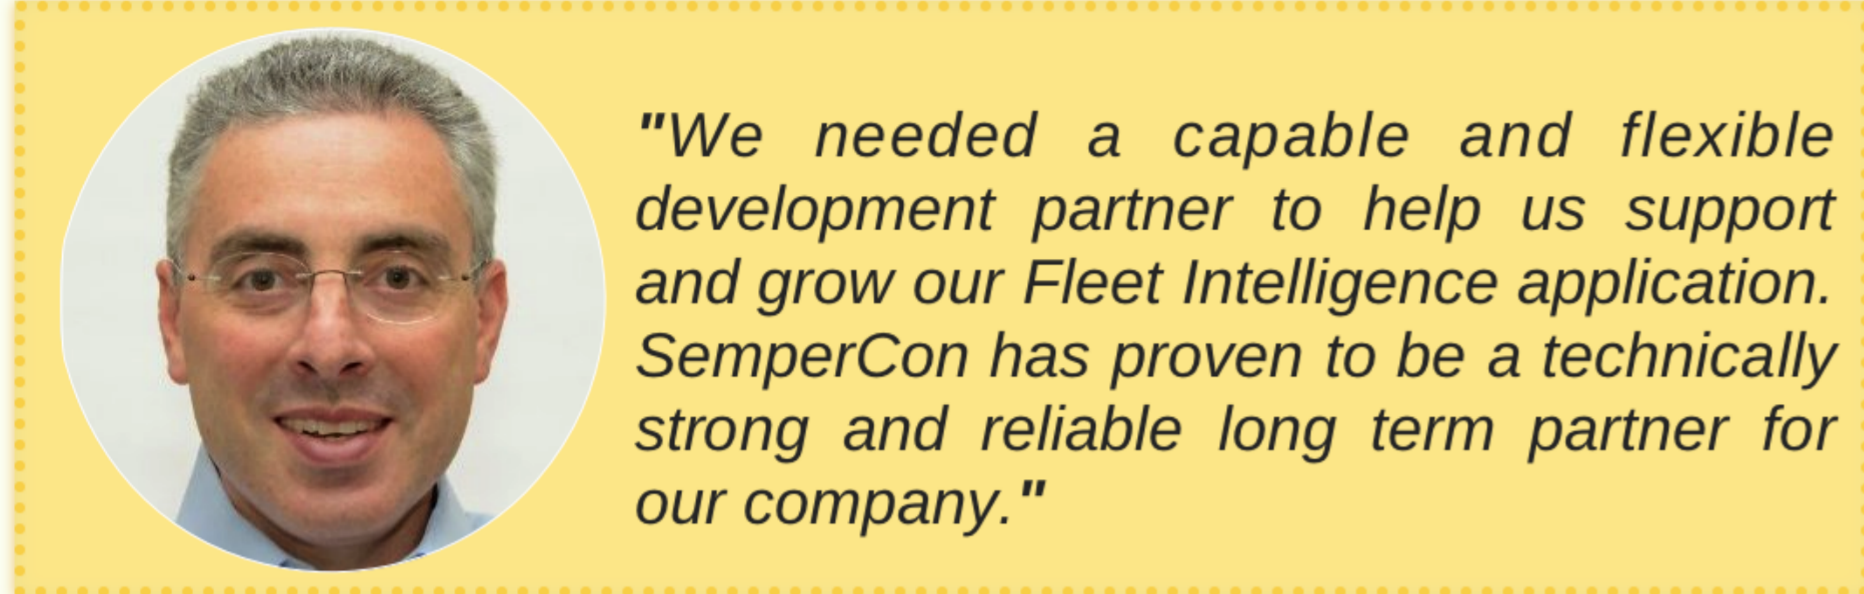 "We needed a capable and flexible
development partner to help us support
and grow our Fleet Intelligence application.
SemperCon has proven to be a technically
strong and reliable long term partner for
our company."